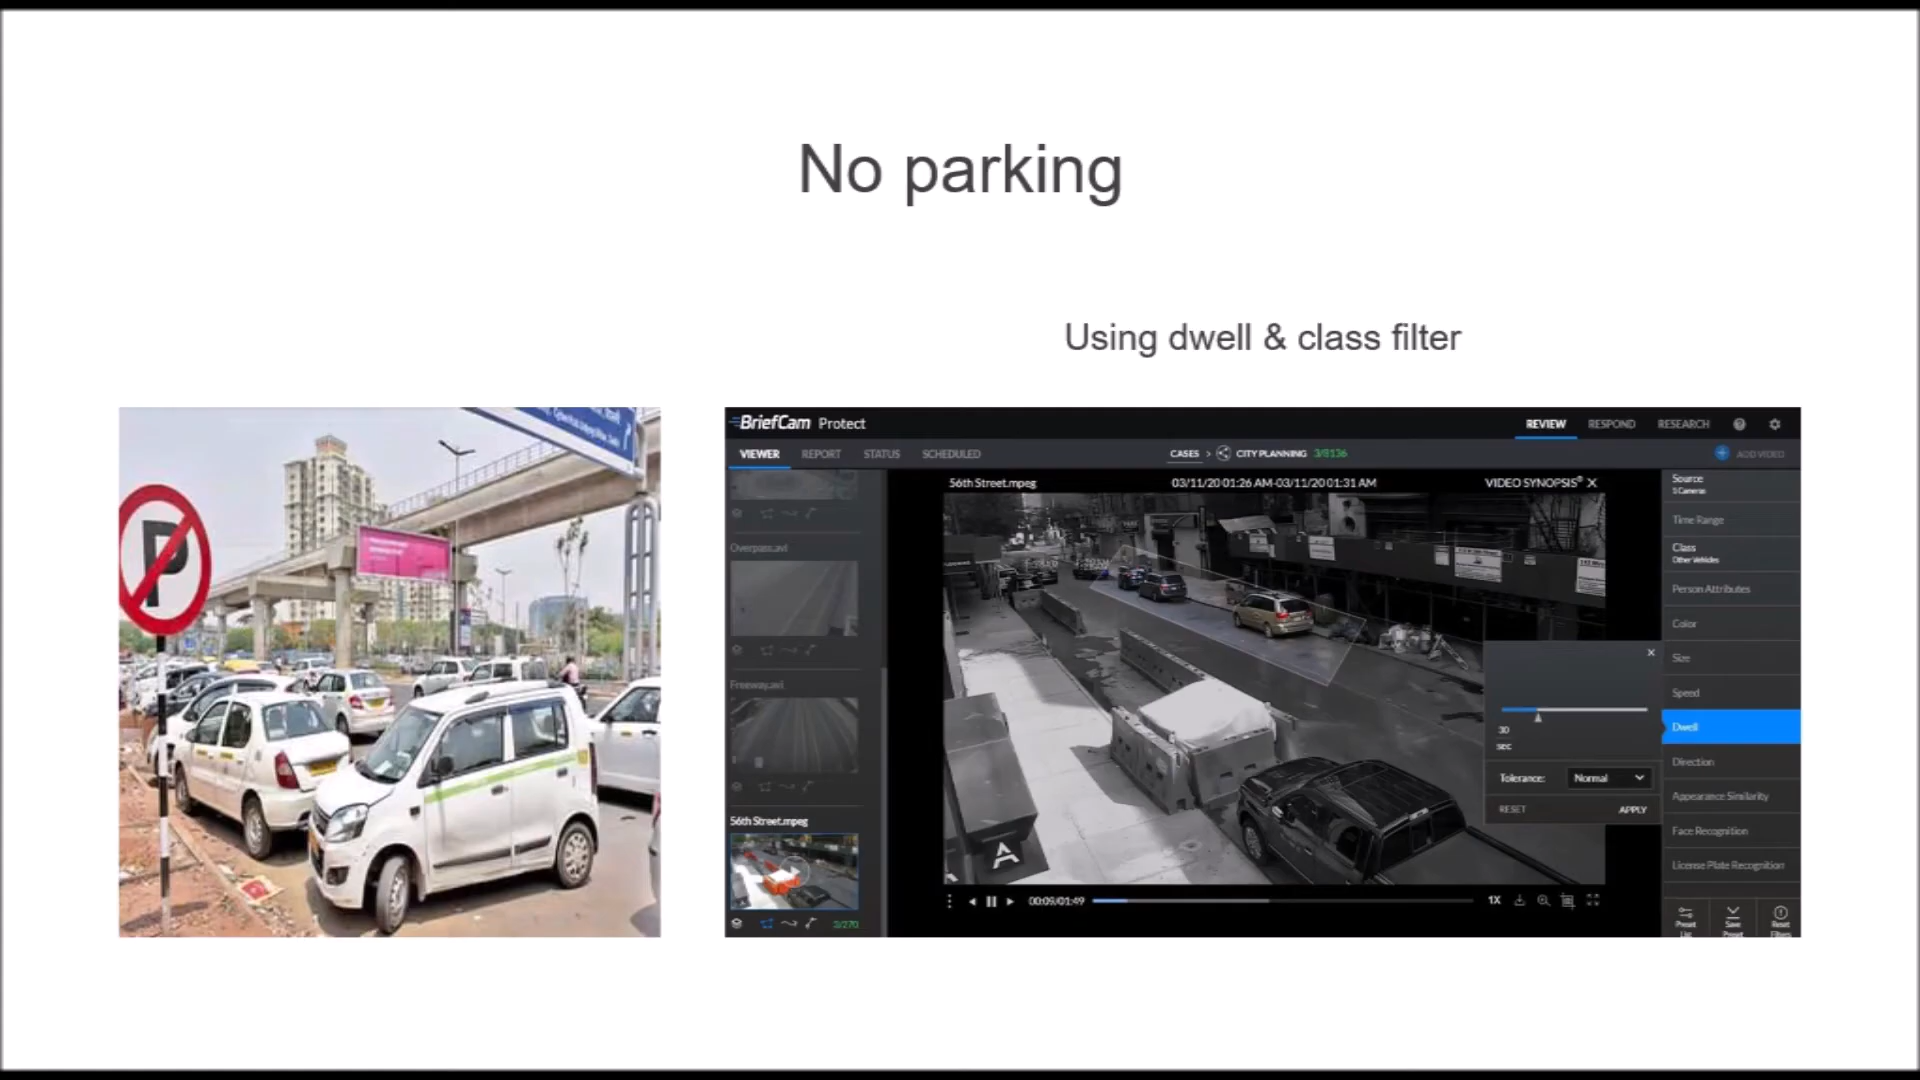 No parking
Using dwell & class filter
P
BriefCam Protect
REVIEW RESPOND RESEARCH
VIEWER REPORT STATUS SCHEDULED
CASES > CITY PLANNING 3/8136
ADD VIDEO
56th Street.mpeg
03/11/20 01:26 AM-03/11/20 01:31 AM
VIDEO SYNOPSIS®
Overpass.avi
Freeway.avi
56th Street.mpeg
3/270
A
00:09/01:49
1X
30
sec
Tolerance: Normal
RESET APPLY
Source
5 Cameras
Time Range
Class
Other Vehicles
Person Attributes
Color
Size
Speed
Dwell
Direction
Appearance Similarity
Face Recognition
License Plate Recognition
Preset List
Save Preset
Reset Filters